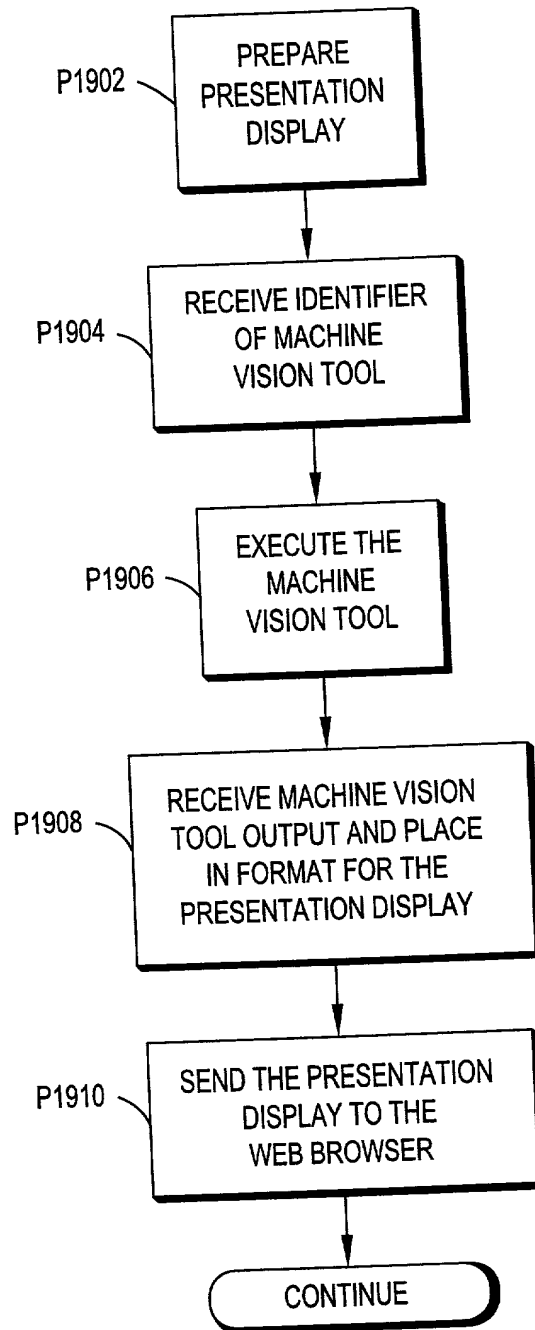 P1902
PREPARE
PRESENTATION
DISPLAY
P1904
RECEIVE IDENTIFIER
OF MACHINE
VISION TOOL
P1906
EXECUTE THE
MACHINE
VISION TOOL
P1908
RECEIVE MACHINE VISION
TOOL OUTPUT AND PLACE
IN FORMAT FOR THE
PRESENTATION DISPLAY
P1910
SEND THE PRESENTATION
DISPLAY TO THE
WEB BROWSER
CONTINUE